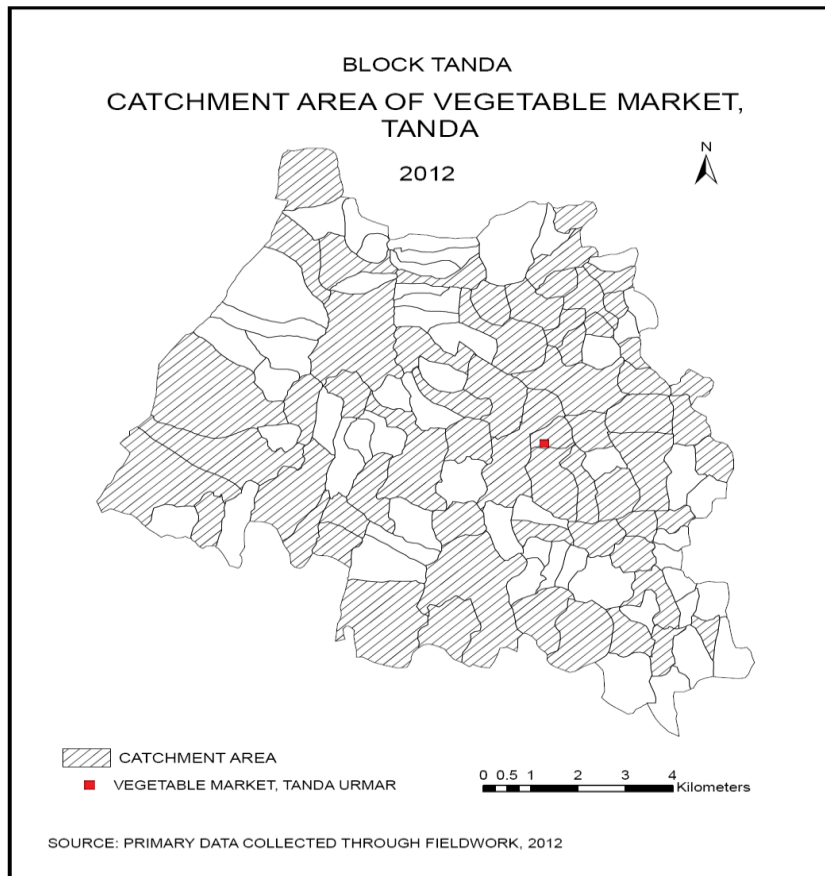 BLOCK TANDA
CATCHMENT AREA OF VEGETABLE MARKET,
TANDA
2012
N
CATCHMENT AREA
VEGETABLE MARKET, TANDA URMAR
0 0.5 1 2 3 4
Kilometers
SOURCE: PRIMARY DATA COLLECTED THROUGH FIELDWORK, 2012